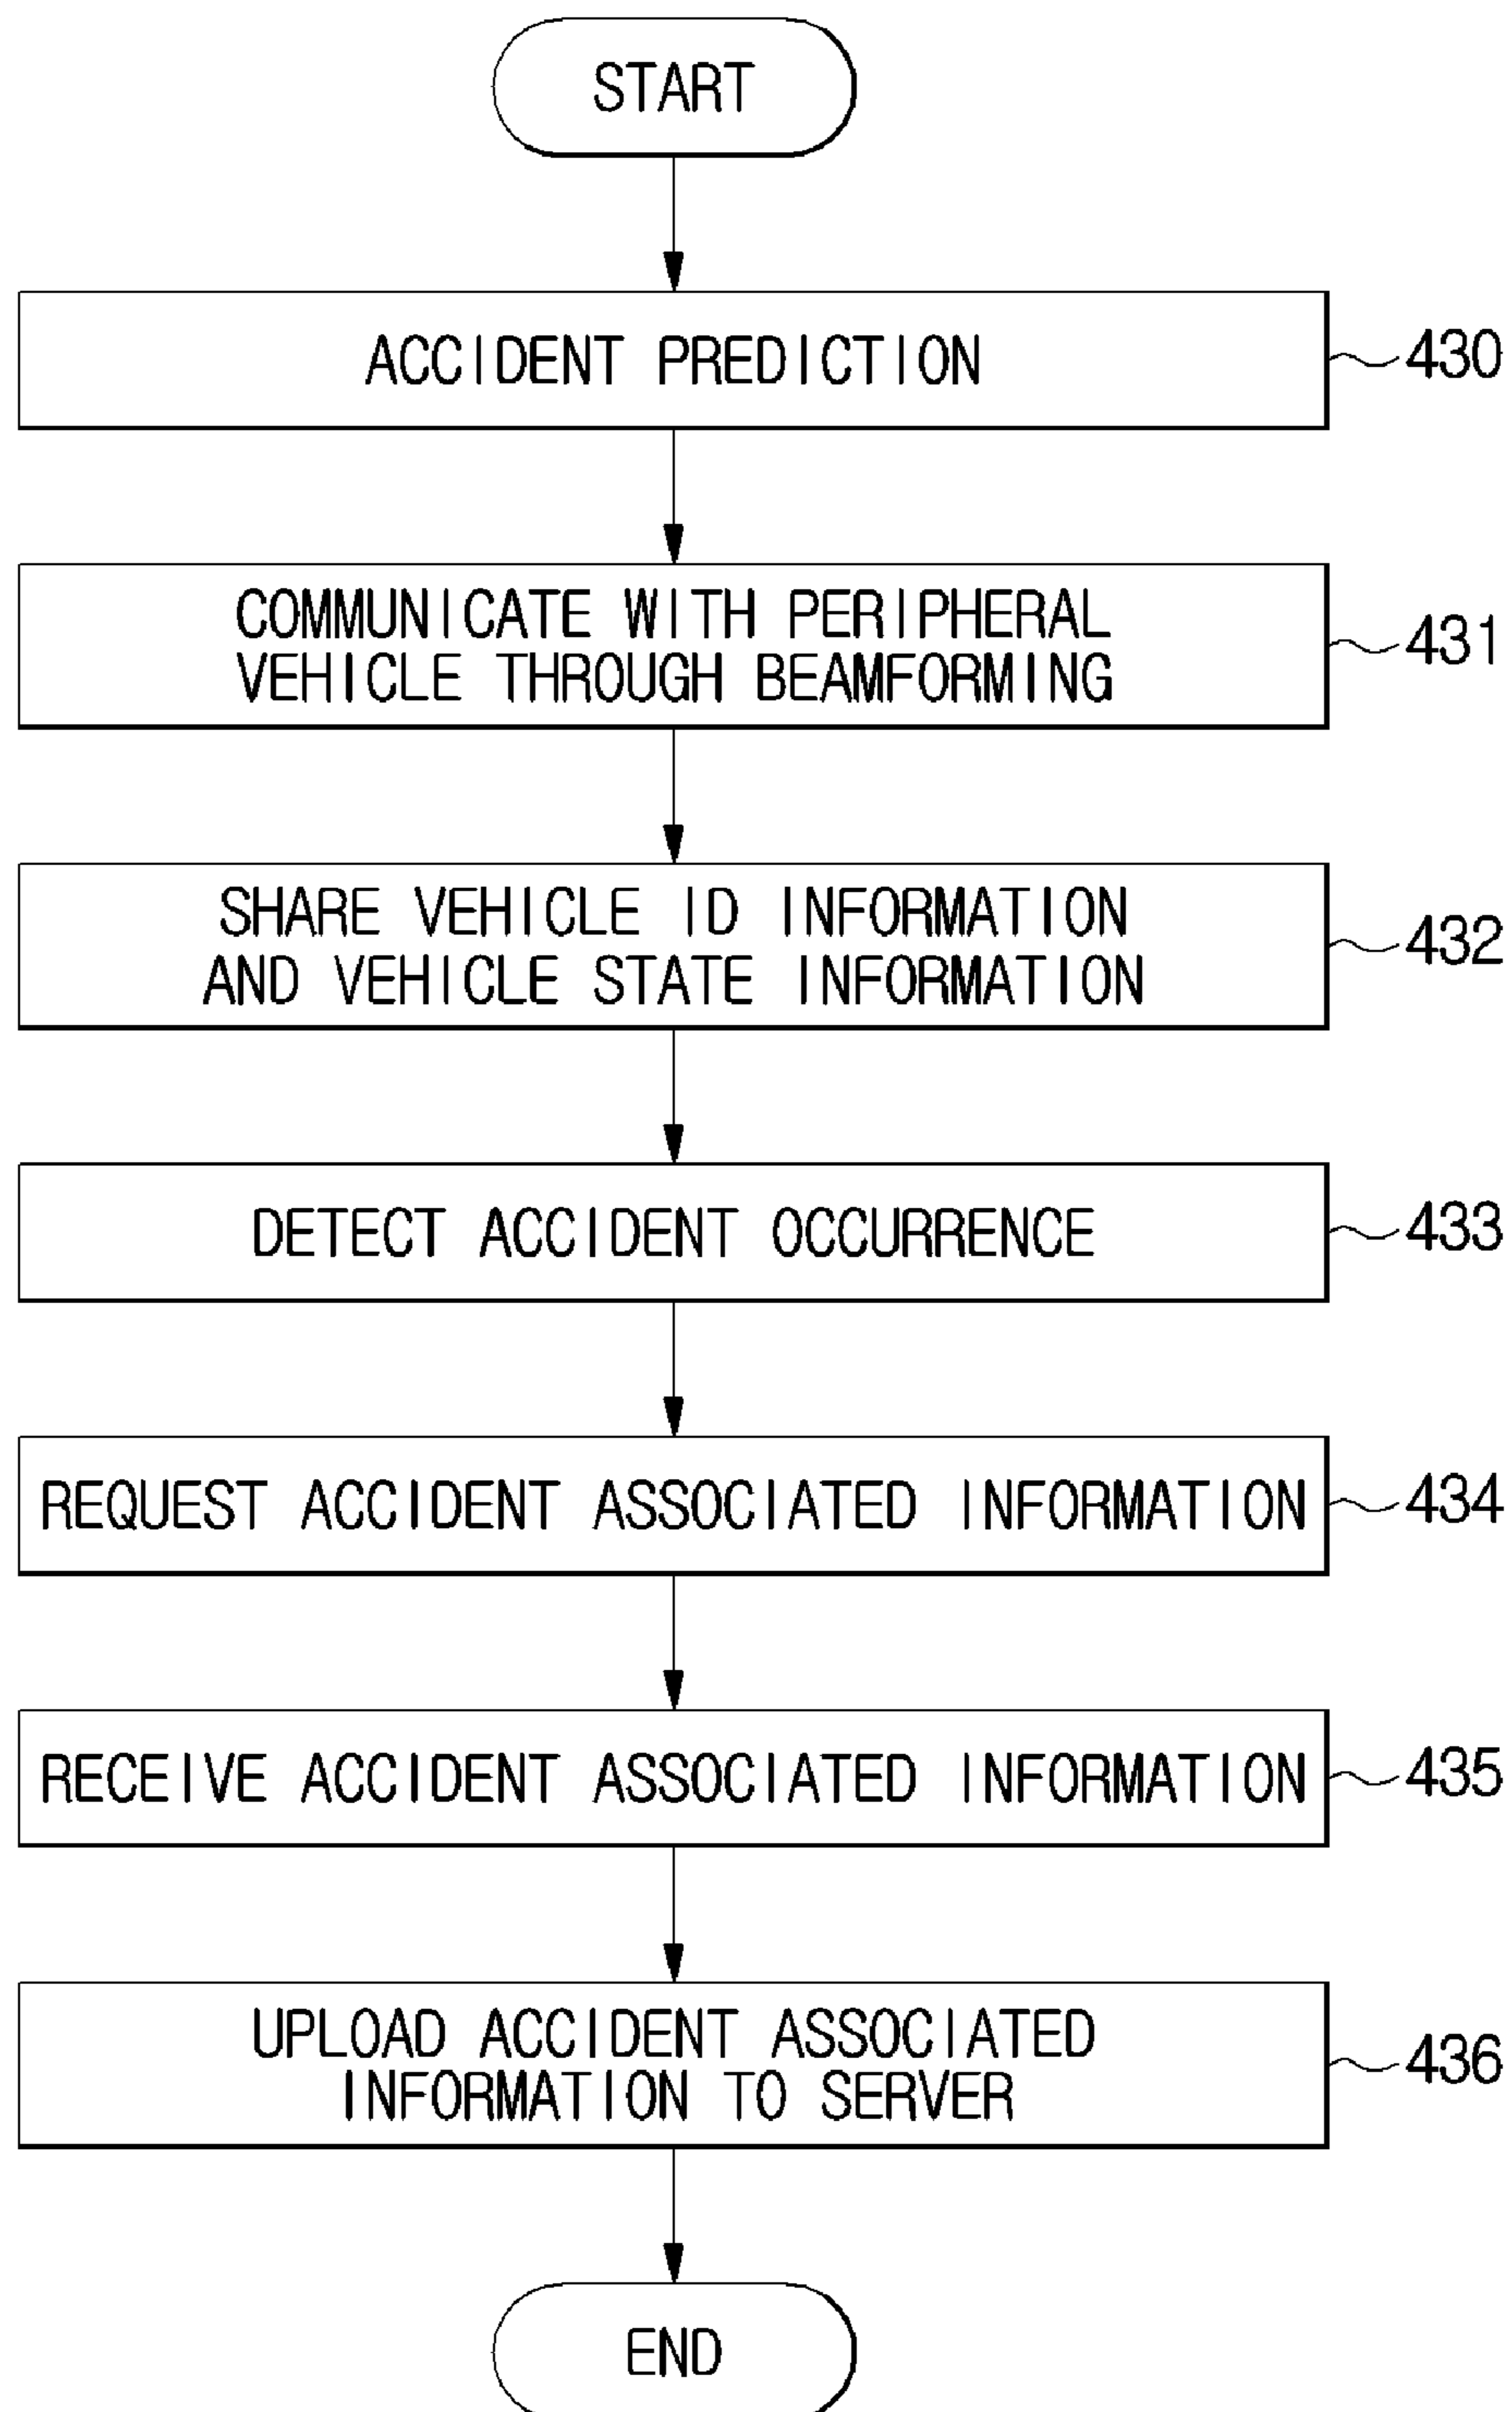 START
ACCIDENT PREDICTION
430
COMMUNICATE WITH PERIPHERAL
VEHICLE THROUGH BEAMFORMING
431
SHARE VEHICLE ID INFORMATION
AND VEHICLE STATE INFORMATION
432
DETECT ACCIDENT OCCURRENCE
433
REQUEST ACCIDENT ASSOCIATED INFORMATION
434
RECEIVE ACCIDENT ASSOCIATED INFORMATION
435
UPLOAD ACCIDENT ASSOCIATED
INFORMATION TO SERVER
436
END